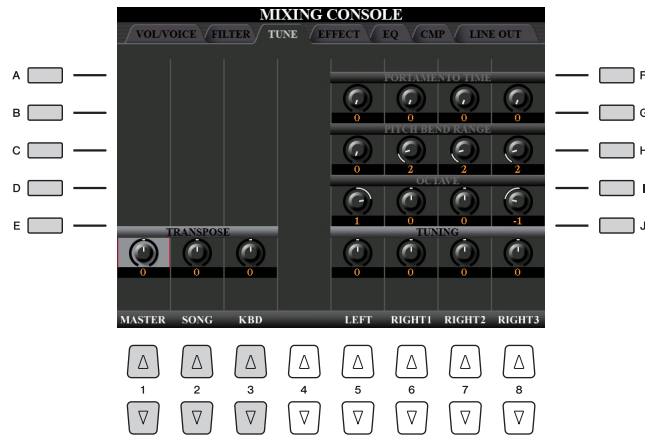 MIXING CONSOLE
VOL/VOICE FILTER TUNE EFFECT EQ CMP LINE OUT
A
F
PORTAMENTO TIME
B
G
0 0 0 0
PITCH BEND RANGE
C
H
0 2 2 2
OCTAVE
D
I
1 0 0 -1
E
J
TRANSPOSE TUNING
0 0 0 0 0 0 0
MASTER SONG KBD LEFT RIGHT1 RIGHT2 RIGHT3
1 2 3 4 5 6 7 8